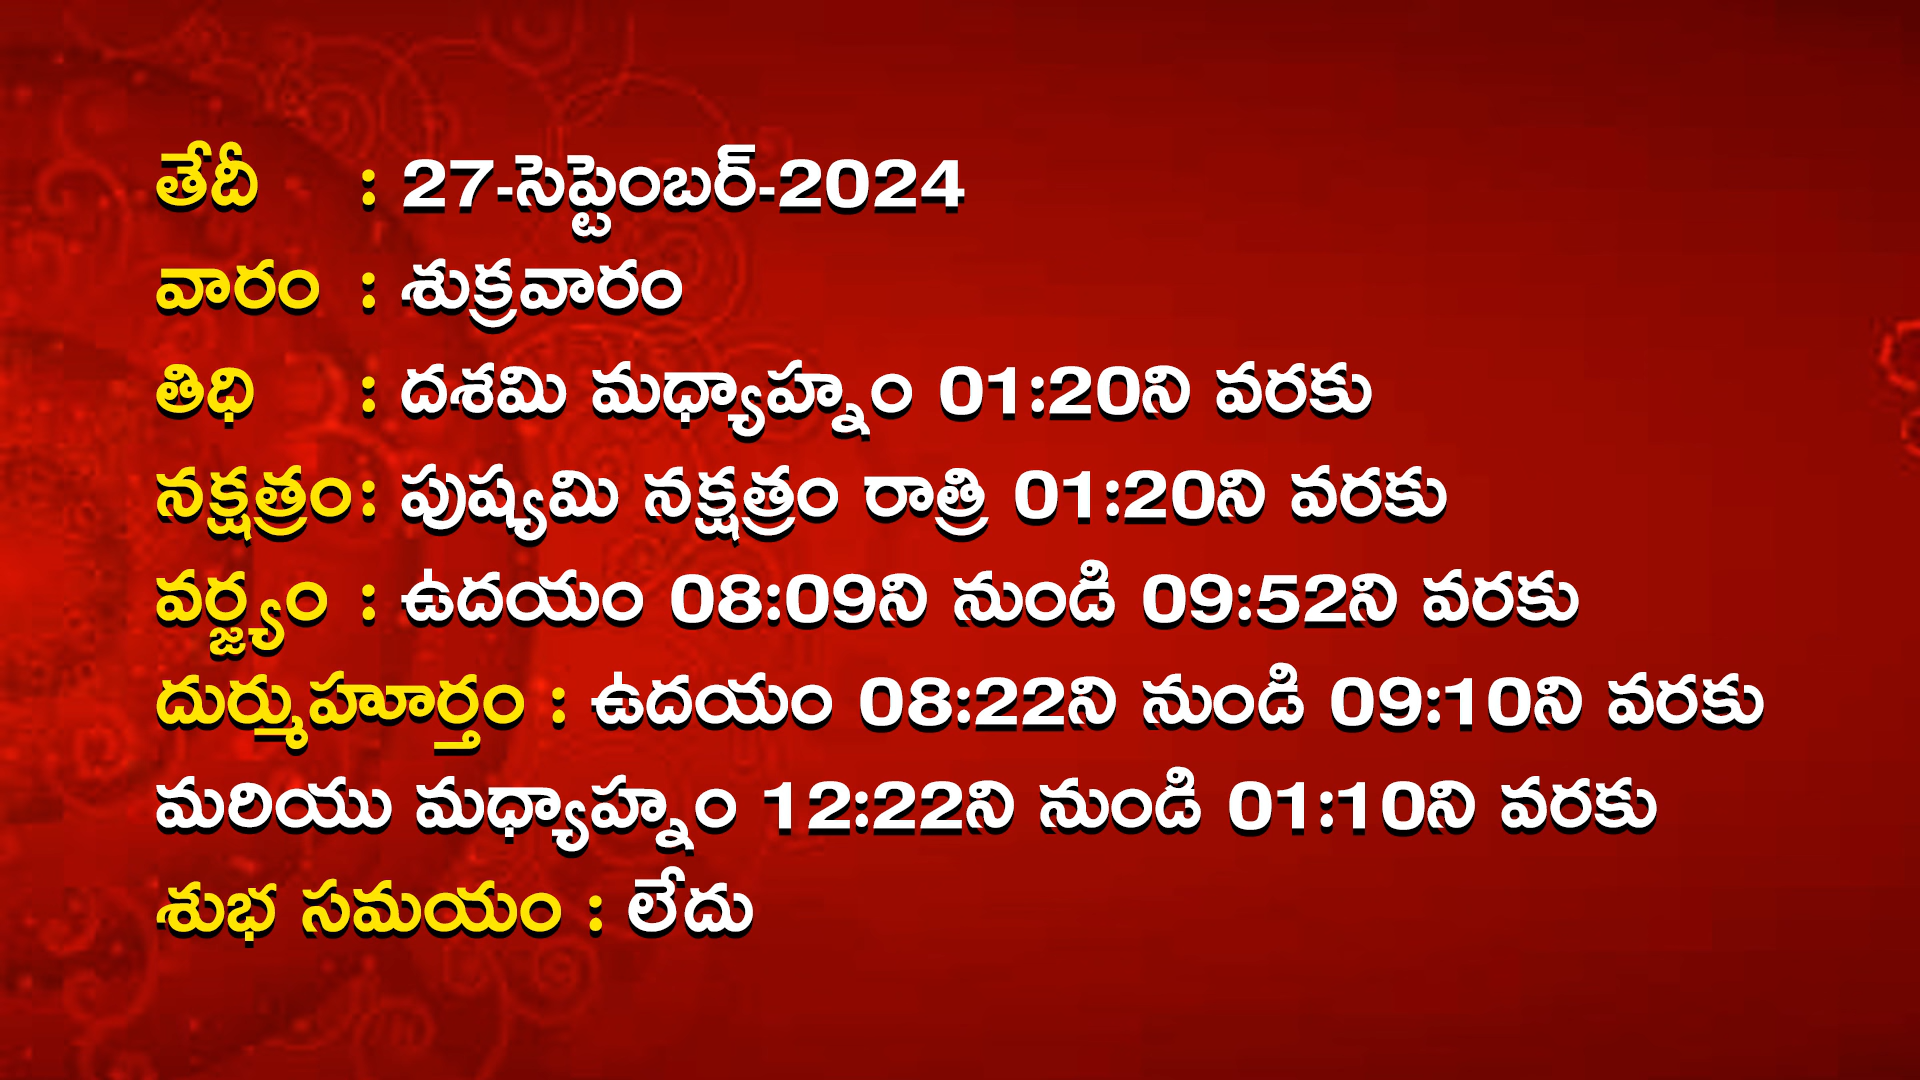 తేదీ : 27-సెప్టెంబర్-2024
వారం : శుక్రవారం
తిధి : దశమి మధ్యాహ్నం 01:20ని వరకు
నక్షత్రం: పుష్యమి నక్షత్రం రాత్రి 01:20ని వరకు
వర్జ్యం : ఉదయం 08:09ని నుండి 09:52ని వరకు
దుర్ముహూర్తం : ఉదయం 08:22ని నుండి 09:10ని వరకు
మరియు మధ్యాహ్నం 12:22ని నుండి 01:10ని వరకు
శుభ సమయం : లేదు